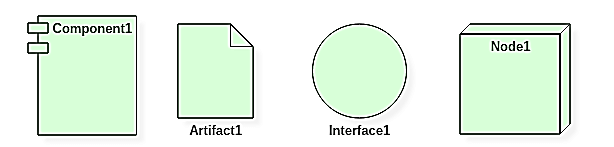 Component1
Artifact1
Interface1
Node1